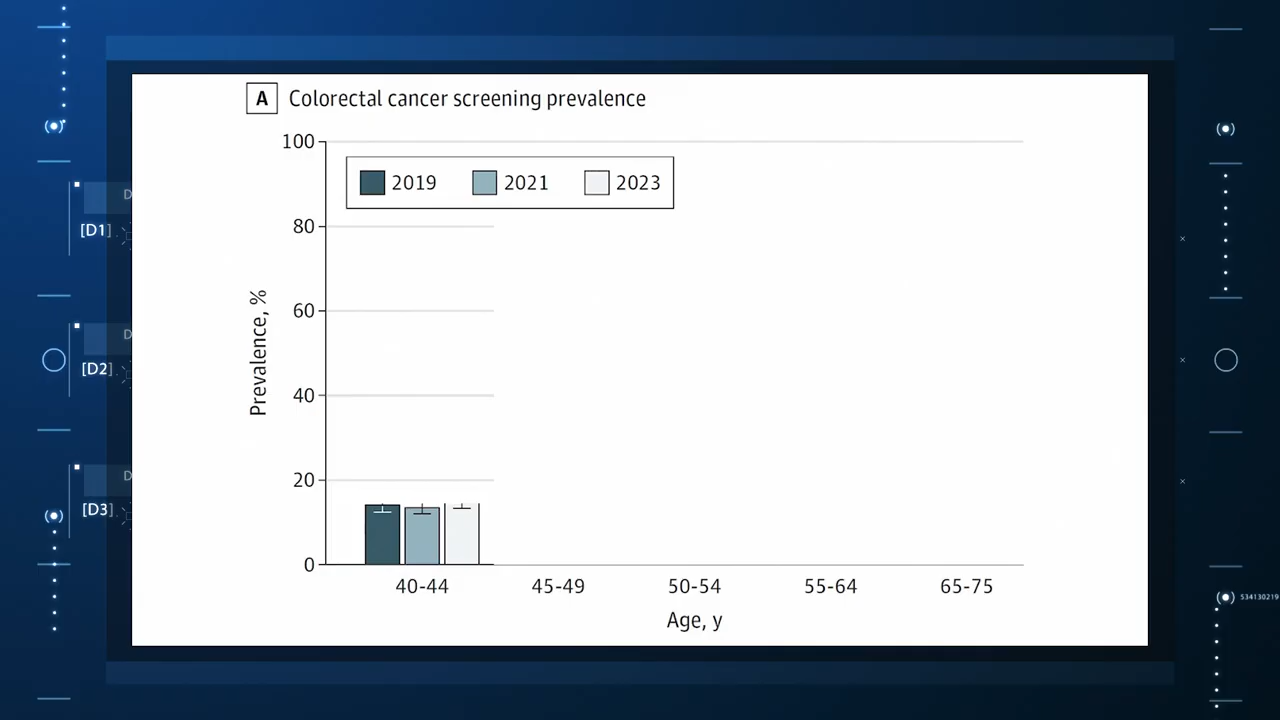 A Colorectal cancer screening prevalence
100
2019 2021 2023
80
60
40
20
0
Prevalence, %
40-44 45-49 50-54 55-64 65-75
Age, y
D
[D1]
D
[D2]
D
[D3]
534130219